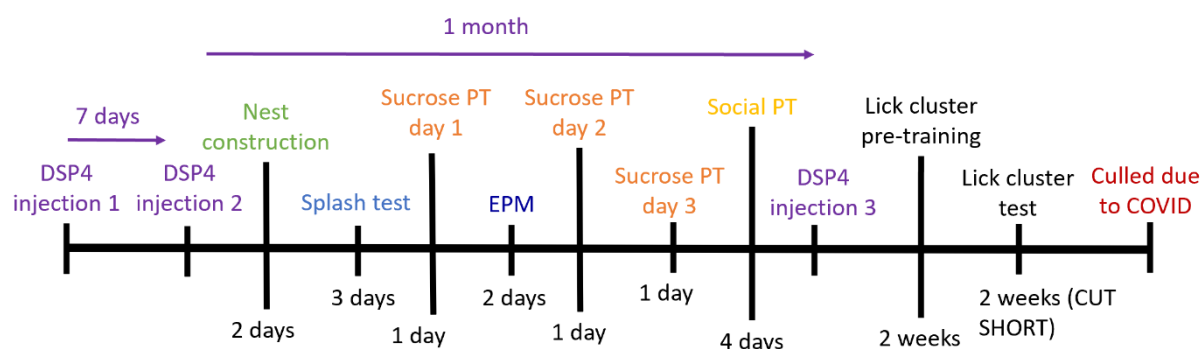 1 month
7 days
DSP4
injection 1
DSP4
injection 2
Nest
construction
Splash test
Sucrose PT
day 1
EPM
Sucrose PT
day 2
Sucrose PT
day 3
Social PT
DSP4
injection 3
Lick cluster
pre-training
Lick cluster
test
Culled due
to COVID
2 days
3 days
1 day
2 days
1 day
1 day
4 days
2 weeks
2 weeks (CUT
SHORT)